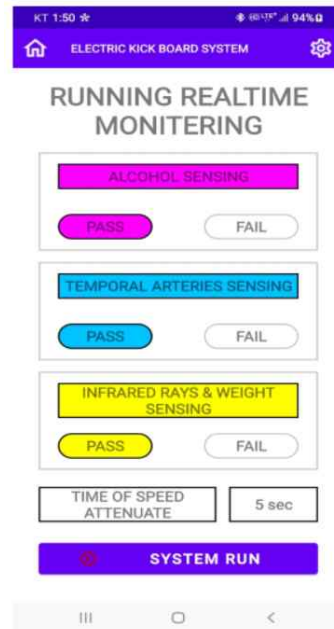 KT 1:50
94%
ELECTRIC KICK BOARD SYSTEM
RUNNING REALTIME
MONITERING
ALCOHOL SENSING
PASS FAIL
TEMPORAL ARTERIES SENSING
PASS FAIL
INFRARED RAYS & WEIGHT
SENSING
PASS FAIL
TIME OF SPEED
ATTENUATE
5 sec
SYSTEM RUN